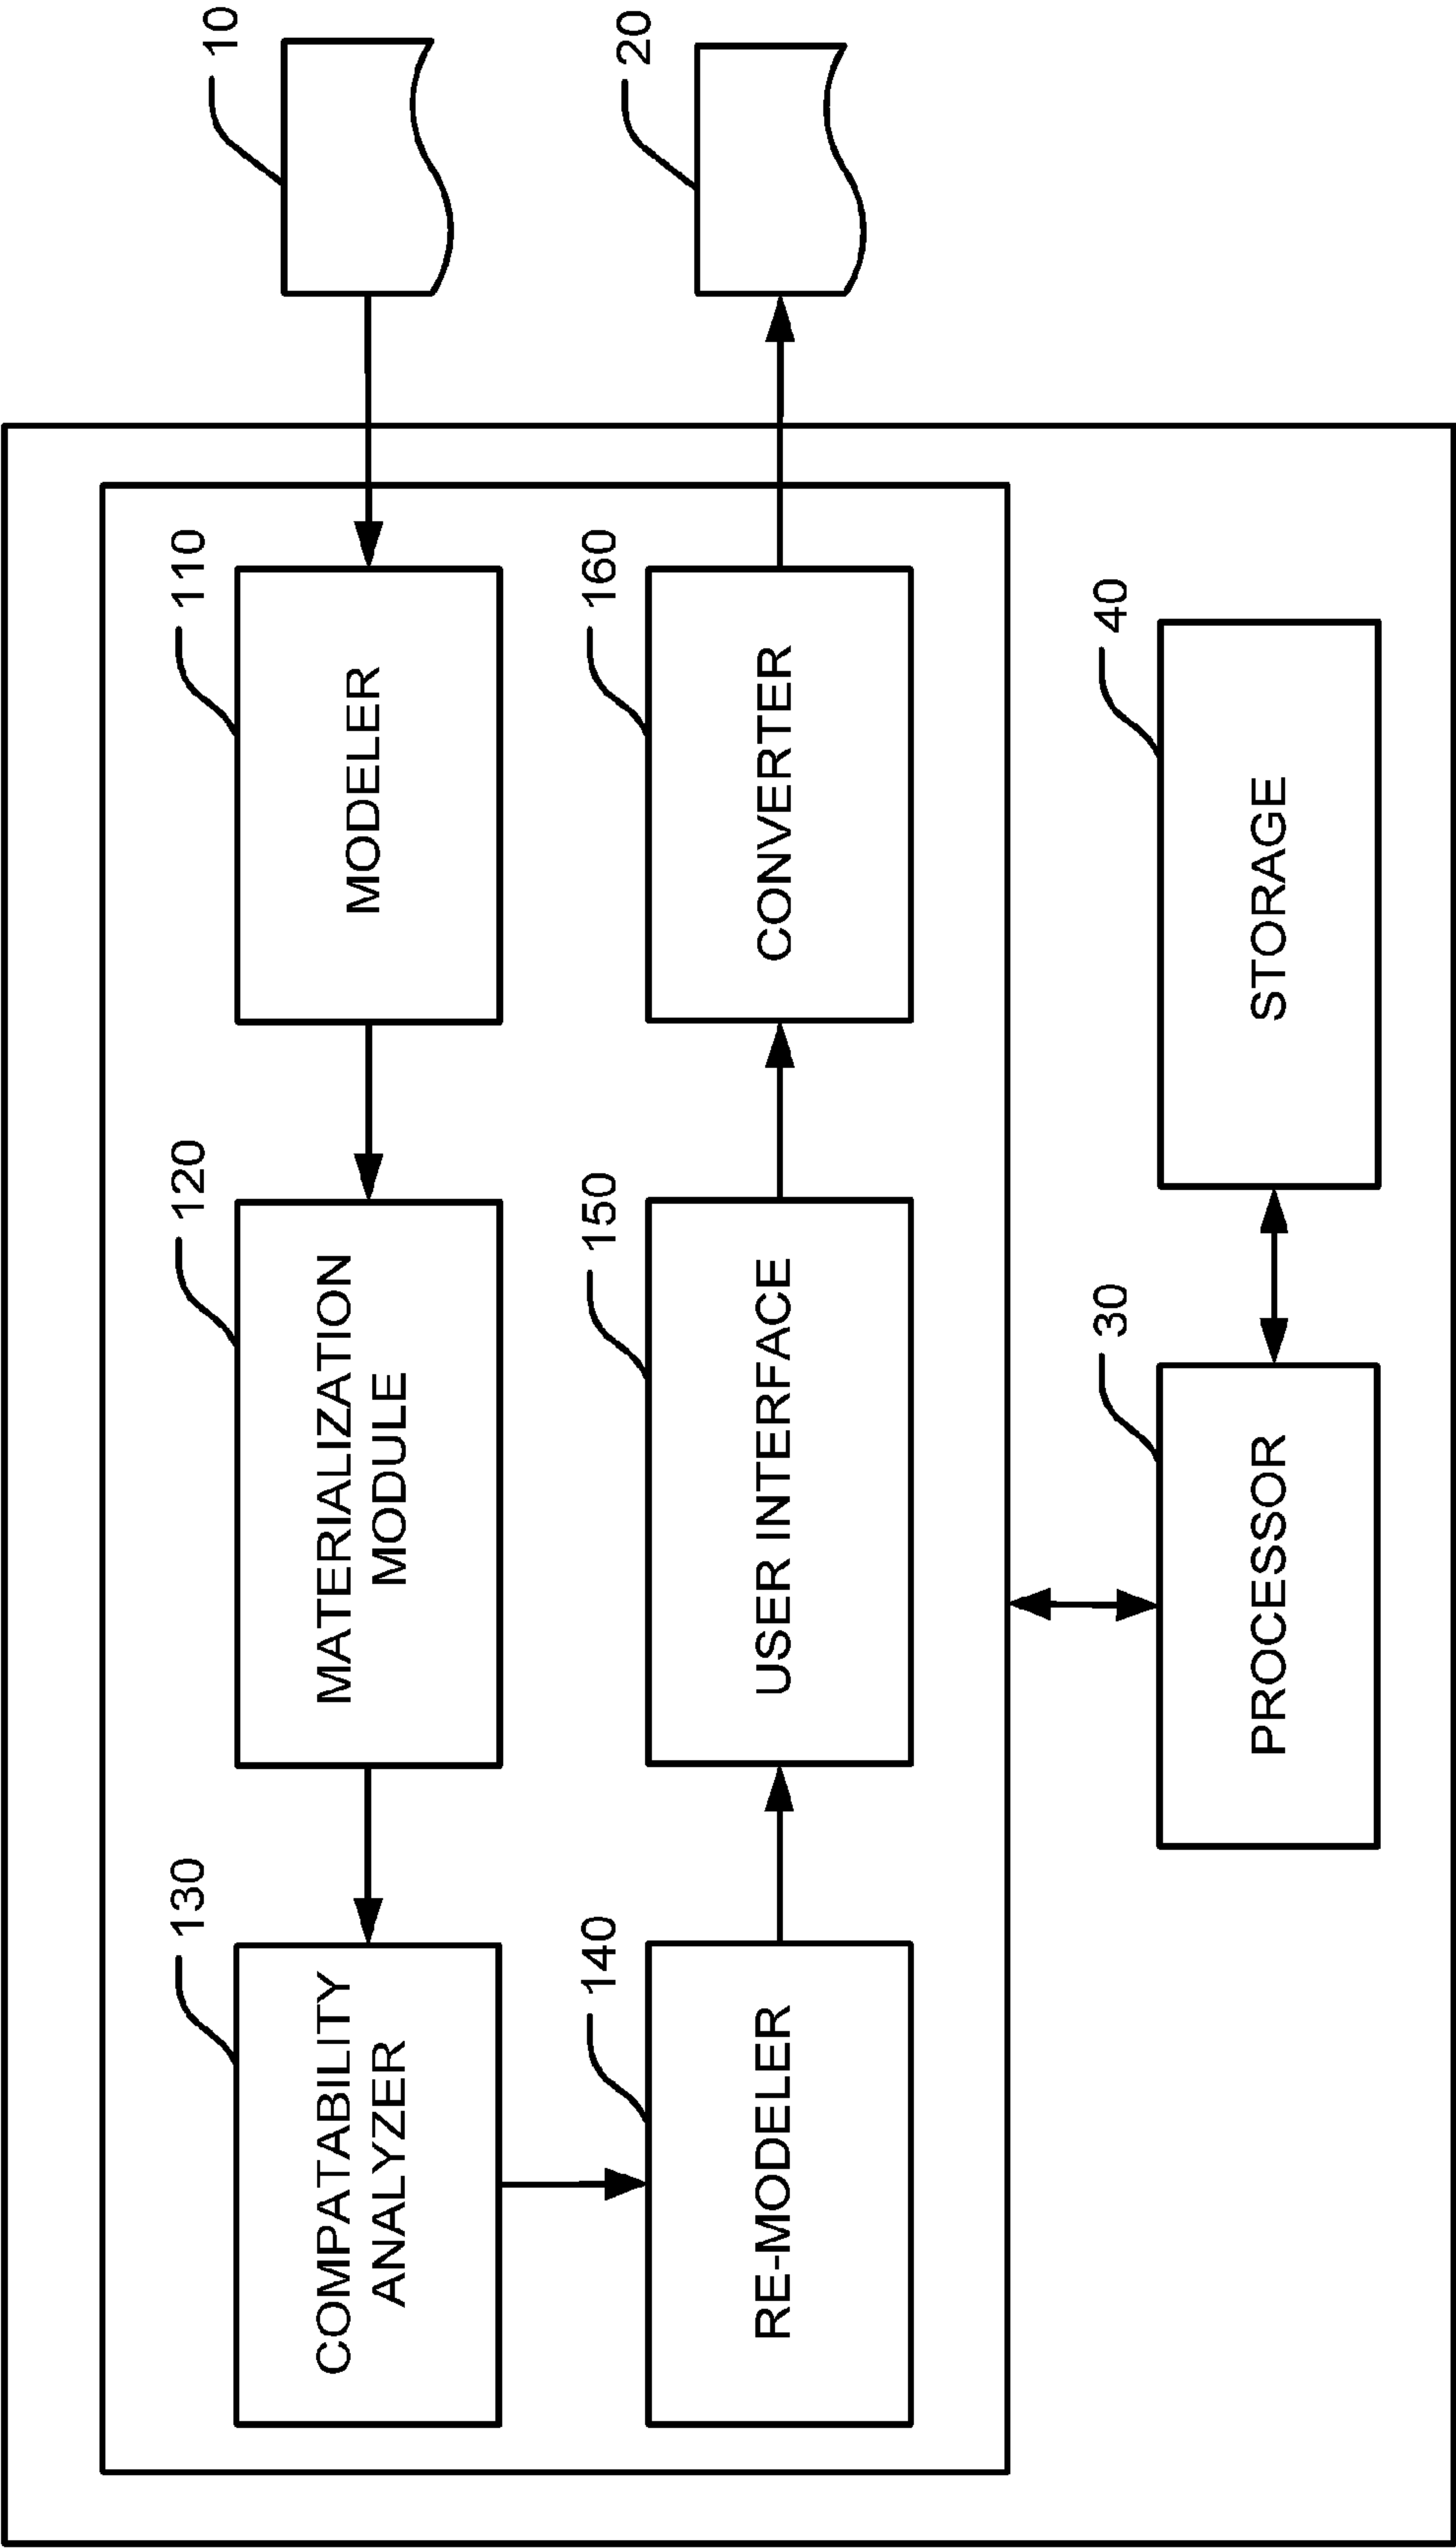 130
120
110
10
COMPATABILITY
ANALYZER
MATERIALIZATION
MODULE
MODELER
140
150
160
20
RE-MODELER
USER INTERFACE
CONVERTER
30
40
PROCESSOR
STORAGE